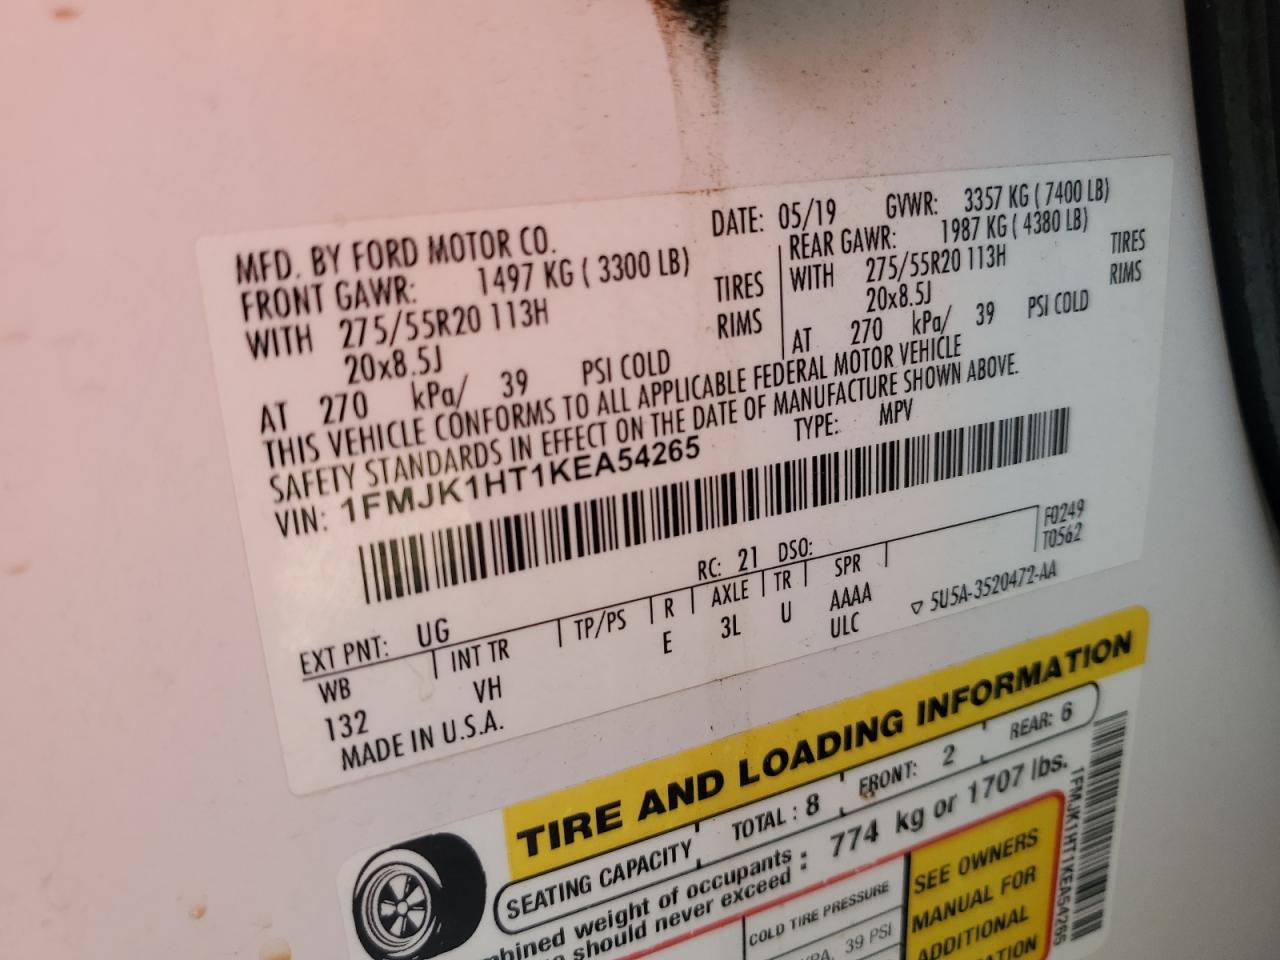 MFD. BY FORD MOTOR CO. DATE: 05/19 GVWR: 3357 KG ( 7400 LB)
FRONT GAWR: 1497 KG ( 3300 LB) REAR GAWR: 1987 KG ( 4380 LB)
WITH 275/55R20 113H TIRES WITH 275/55R20 113H TIRES
20x8.5J RIMS 20x8.5J RIMS
AT 270 kPa/ 39 PSI COLD AT 270 kPa/ 39 PSI COLD
THIS VEHICLE CONFORMS TO ALL APPLICABLE FEDERAL MOTOR VEHICLE
SAFETY STANDARDS IN EFFECT ON THE DATE OF MANUFACTURE SHOWN ABOVE.
VIN: 1FMJK1HT1KEA54265 TYPE: MPV
F0249
T0562
EXT PNT: UG RC: 21 DSO:
WB INT TR TP/PS R AXLE TR SPR
132 VH E 3L U AAAA
ULC
MADE IN U.S.A. 5U5A-3520472-AA
TIRE AND LOADING INFORMATION
SEATING CAPACITY TOTAL : 8 FRONT: 2 REAR: 6
weight of occupants : 774 kg or 1707 lbs.
should never exceed :
COLD TIRE PRESSURE
39 PSI
SEE OWNERS
MANUAL FOR
ADDITIONAL
1FMJK1HT1KEA54265